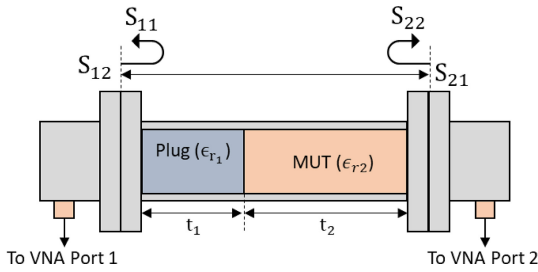 S₁₁
S₂₂
S₁₂
S₂₁
Plug (ϵᵣ₁)
MUT (ϵᵣ₂)
t₁
t₂
To VNA Port 1
To VNA Port 2